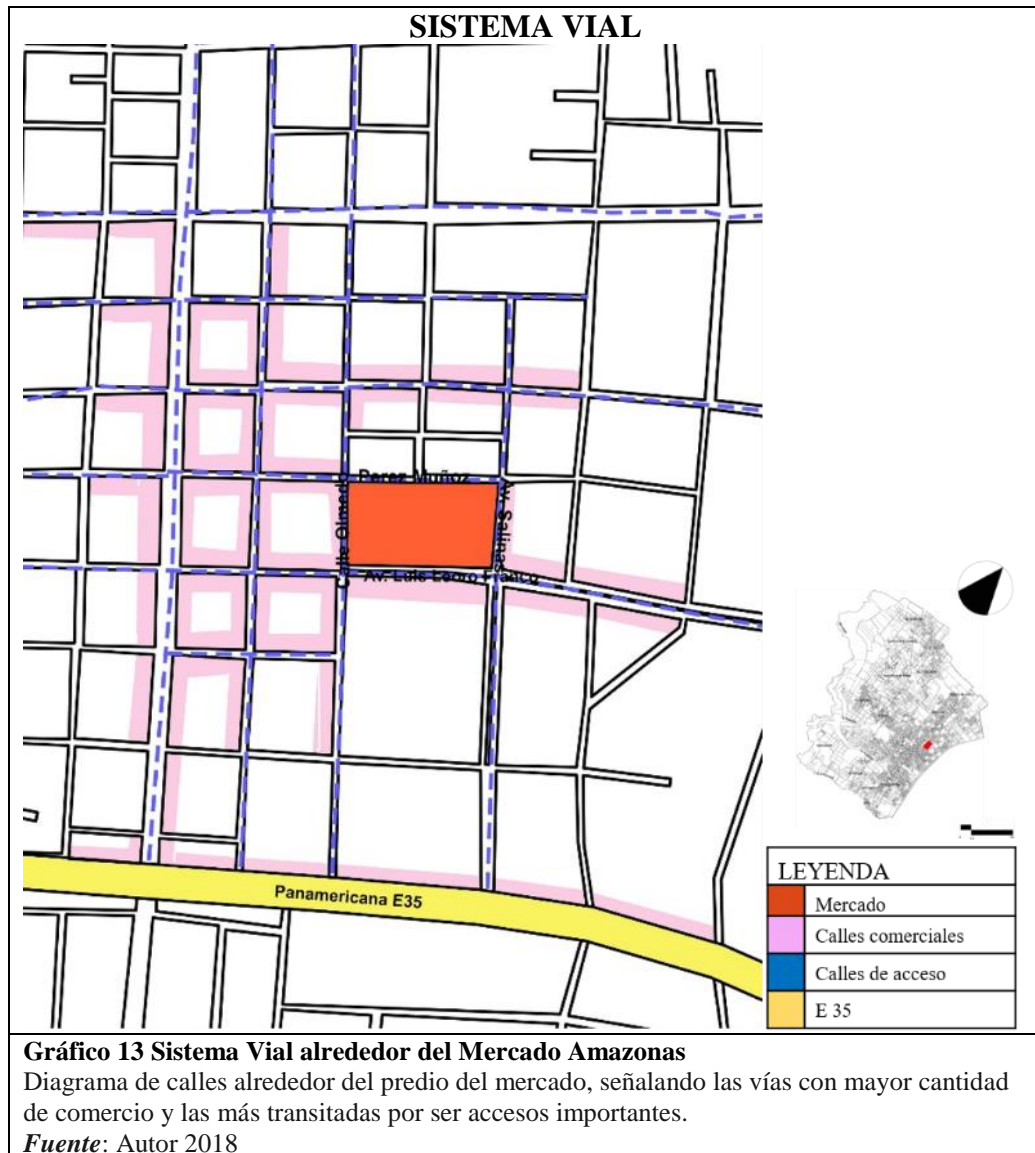 SISTEMA VIAL
Perez Muñoz
Calle Olmedo
Av. Salinas
Av. Luis Leoro Franco
Panamericana E35
LEYENDA
Mercado
Calles comerciales
Calles de acceso
E 35
Gráfico 13 Sistema Vial alrededor del Mercado Amazonas
Diagrama de calles alrededor del predio del mercado, señalando las vías con mayor cantidad
de comercio y las más transitadas por ser accesos importantes.
Fuente: Autor 2018